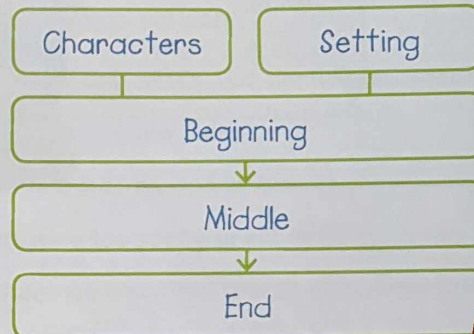 Characters
Setting
Beginning
Middle
End